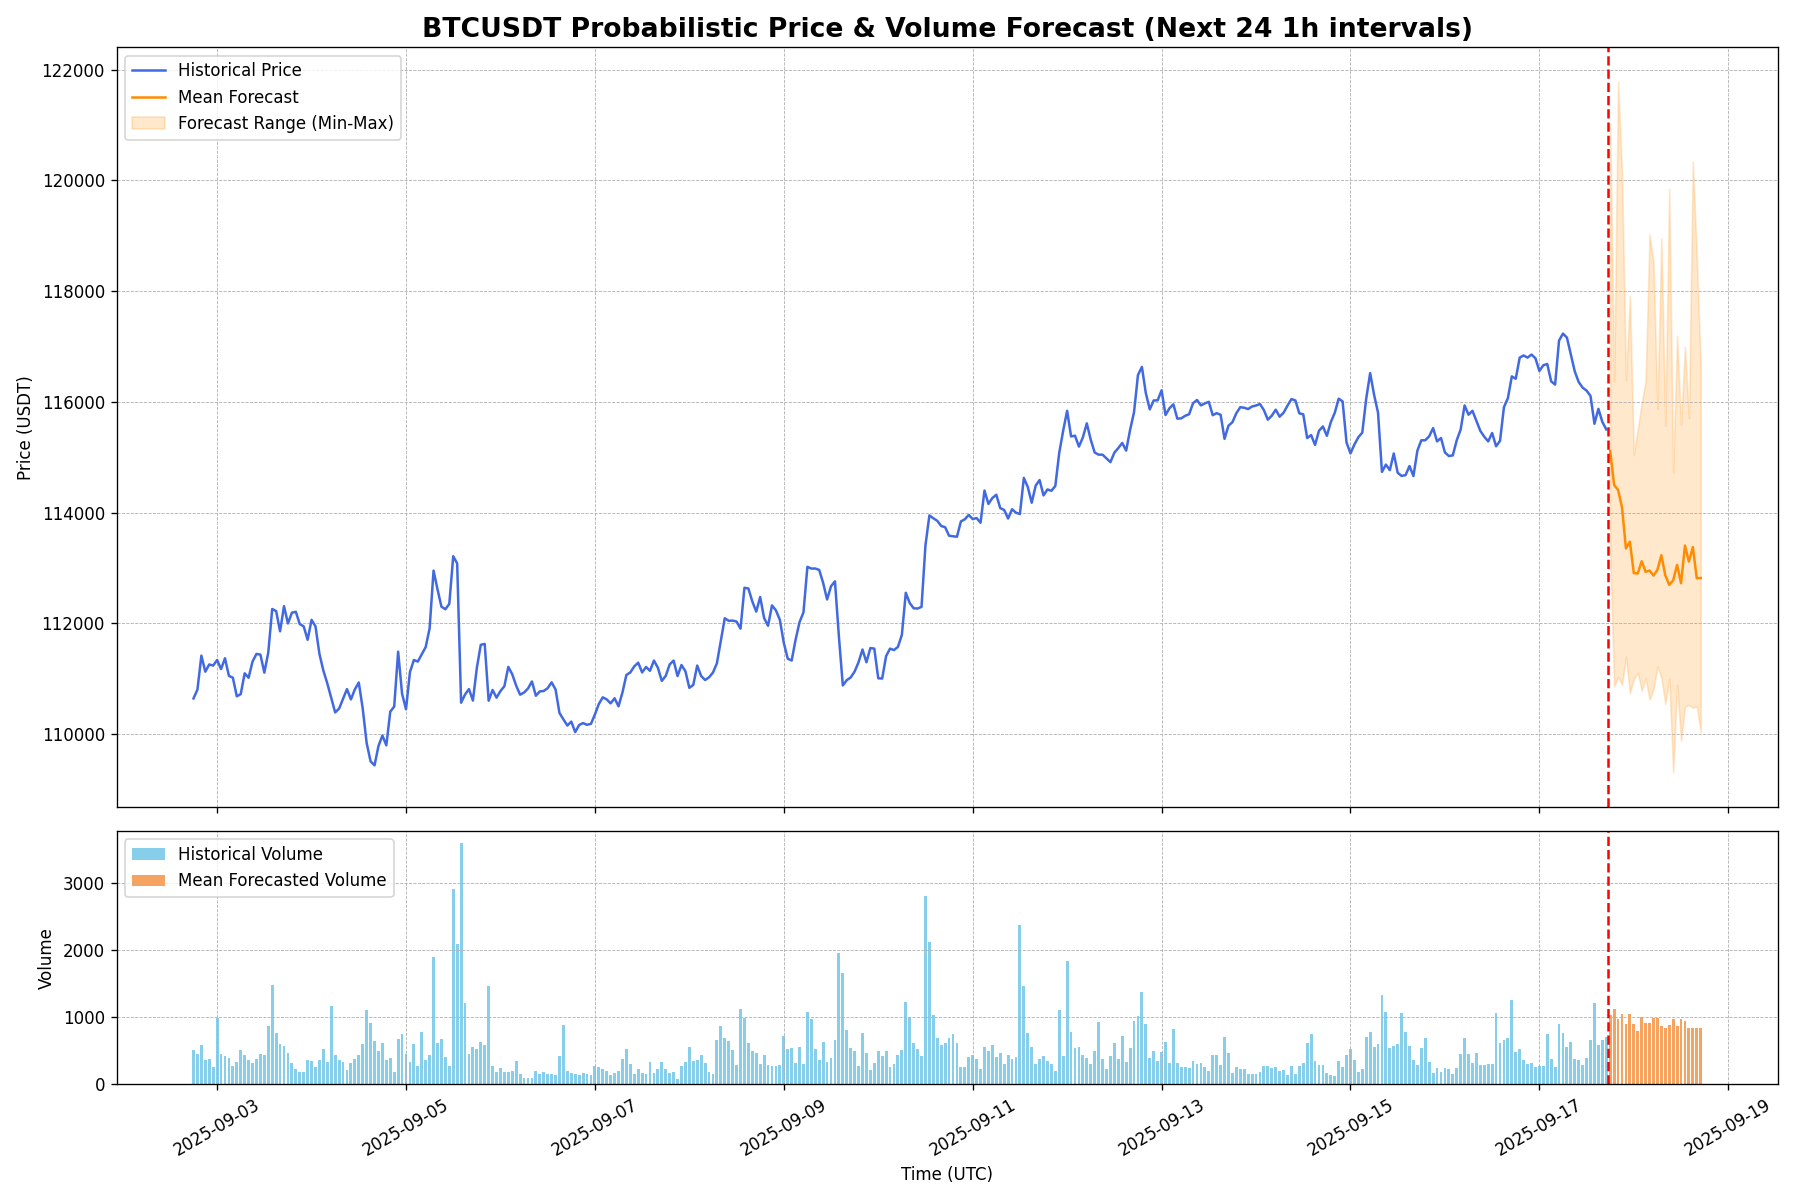 BTCUSDT Probabilistic Price & Volume Forecast (Next 24 1h intervals)
Historical Price
Mean Forecast
Forecast Range (Min-Max)
122000
120000
118000
116000
114000
112000
110000
Price (USDT)
Historical Volume
Mean Forecasted Volume
3000
2000
1000
0
Volume
2025-09-03
2025-09-05
2025-09-07
2025-09-09
2025-09-11
2025-09-13
2025-09-15
2025-09-17
2025-09-19
Time (UTC)